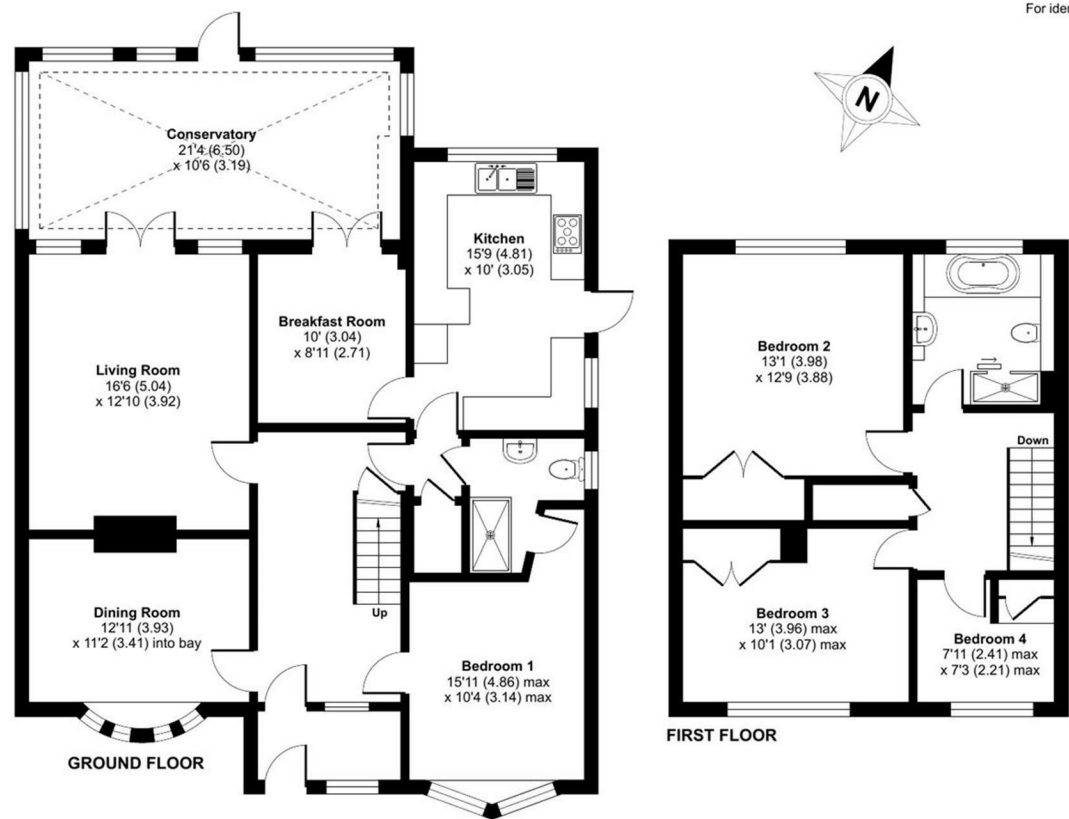 For iden
N
Conservatory
21'4 (6.50)
x 10'6 (3.19)
Kitchen
15'9 (4.81)
x 10' (3.05)
Breakfast Room
10' (3.04)
x 8'11 (2.71)
Living Room
16'6 (5.04)
x 12'10 (3.92)
Dining Room
12'11 (3.93)
x 11'2 (3.41) into bay
Up
Bedroom 1
15'11 (4.86) max
x 10'4 (3.14) max
GROUND FLOOR
Bedroom 2
13'1 (3.98)
x 12'9 (3.88)
Down
Bedroom 3
13' (3.96) max
x 10'1 (3.07) max
Bedroom 4
7'11 (2.41) max
x 7'3 (2.21) max
FIRST FLOOR